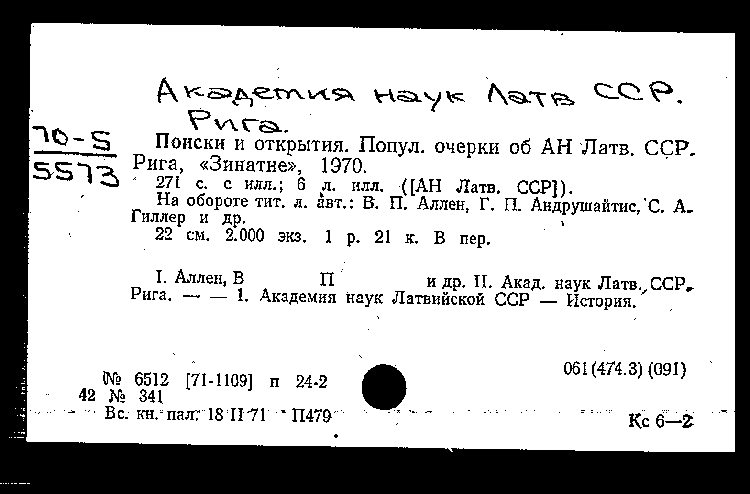 Академия наук Латв ССР.
Рига.
70-5
5573
Поиски и открытия. Попул. очерки об АН Латв. ССР.
Рига, «Зинатне», 1970.
271 с. с илл.; 6 л. илл. ([АН Латв. ССР]).
На обороте тит. л. авт.: В. П. Аллен, Г. П. Андрушайтис, С. А.
Гиллер и др.
22 см. 2.000 экз. 1 р. 21 к. В пер.
I. Аллен, В П и др. II. Акад. наук Латв. ССР.
Рига. — — 1. Академия наук Латвийской ССР — История.
061(474.3)(091)
№ 6512 [71-1109] п 24-2
42 № 341
Вс. кн. пал. 18 II 71 П479
Кс 6—2